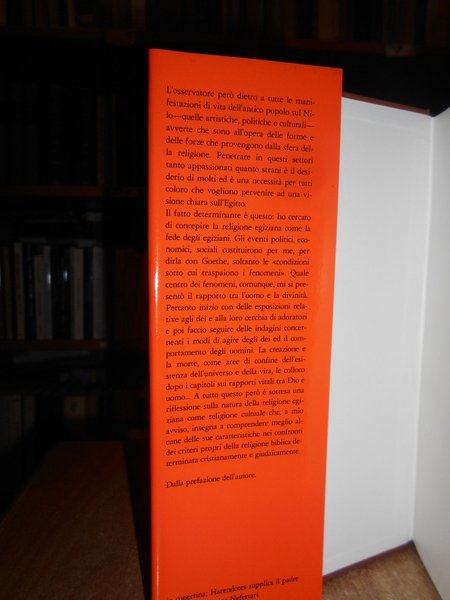 L'osservatore però dietro a tutte le mani-
festazioni di vita dell'antico popolo sul Ni-
lo—quelle artistiche, politiche e culturali—
avverte che sono all'opera delle forme e
delle forze che provengono dalla sfera del-
la religione. Penetrare in questi settori
tanto appassionati quanto strani è il desi-
derio di molti ed è una necessità per tutti
coloro che vogliono pervenire ad una vi-
sione chiara sull'Egitto.
Il fatto determinante è questo: ho cercato
di concepire la religione egiziana come la
fede degli egiziani. Gli eventi politici, eco-
nomici, sociali costituirono per me, per
dirla con Goethe, soltanto le «condizioni
sotto cui traspaiono i fenomeni». Quale
centro dei fenomeni, comunque, mi si pre-
sentò il rapporto tra l'uomo e la divinità.
Pertanto inizio con delle esposizioni rela-
tive agli dei e alla loro cerchia di adoratori
e poi faccio seguire delle indagini concer-
nenti i modi di agire degli dei ed il com-
portamento degli uomini. La creazione e
la morte, come aree di confine dell'esi-
stenza dell'universo e della vita, le colloco
dopo i capitoli sui rapporti vitali tra Dio e
uomo... A tutto questo però è sottesa una
riflessione sulla natura della religione egi-
ziana come religione cultuale che, a mio
avviso, insegna a comprendere meglio al-
cune delle sue caratteristiche nei confronti
dei criteri propri della religione biblica de-
terminata cristianamente e giudaicamente.
Dalla prefazione dell'autore.
copertina: Harendotes supplica il padre
Nefertari.